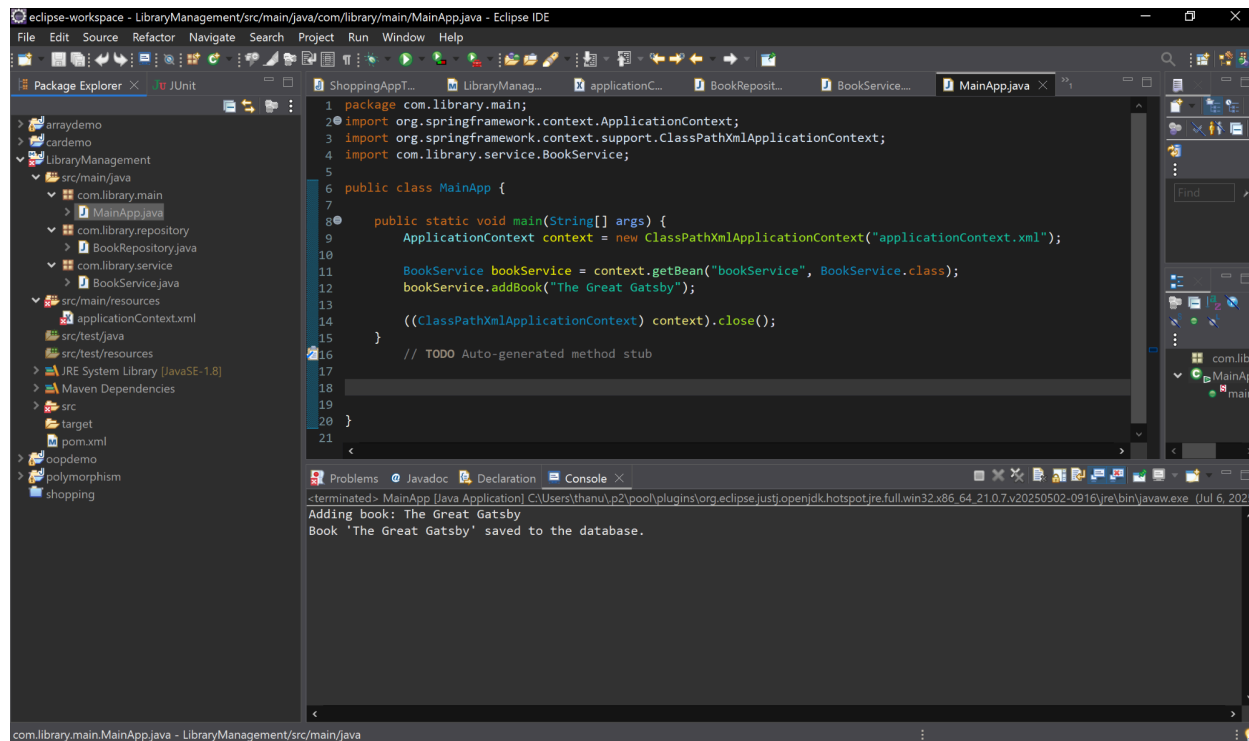 eclipse-workspace - LibraryManagement/src/main/java/com/library/main/MainApp.java - Eclipse IDE
File Edit Source Refactor Navigate Search Project Run Window Help
Package Explorer
JUnit
arraydemo
cardemo
LibraryManagement
src/main/java
com.library.main
MainApp.java
com.library.repository
BookRepository.java
com.library.service
BookService.java
src/main/resources
applicationContext.xml
src/test/java
src/test/resources
JRE System Library [JavaSE-1.8]
Maven Dependencies
src
target
pom.xml
oopdemo
polymorphism
shopping
ShoppingAppT... LibraryManag... applicationC... BookReposit... BookService.... MainApp.java
1 package com.library.main;
2 import org.springframework.context.ApplicationContext;
3 import org.springframework.context.support.ClassPathXmlApplicationContext;
4 import com.library.service.BookService;
5
6 public class MainApp {
7
8 public static void main(String[] args) {
9 ApplicationContext context = new ClassPathXmlApplicationContext("applicationContext.xml");
10
11 BookService bookService = context.getBean("bookService", BookService.class);
12 bookService.addBook("The Great Gatsby");
13
14 ((ClassPathXmlApplicationContext) context).close();
15 }
16 // TODO Auto-generated method stub
17
18
19
20 }
21
Find
com.lib
MainAp
mai
Problems Javadoc Declaration Console
<terminated> MainApp [Java Application] C:\Users\thanu\.p2\pool\plugins\org.eclipse.justj.openjdk.hotspot.jre.full.win32.x86_64_21.0.7.v20250502-0916\jre\bin\javaw.exe (Jul 6, 202
Adding book: The Great Gatsby
Book 'The Great Gatsby' saved to the database.
com.library.main.MainApp.java - LibraryManagement/src/main/java